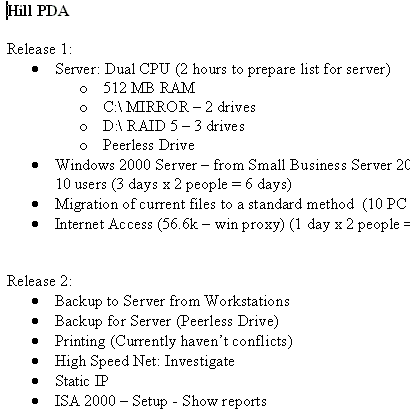 Hill PDA
Release 1:
• Server: Dual CPU (2 hours to prepare list for server)
o 512 MB RAM
o C:\ MIRROR – 2 drives
o D:\ RAID 5 – 3 drives
o Peerless Drive
• Windows 2000 Server – from Small Business Server 20
10 users (3 days x 2 people = 6 days)
• Migration of current files to a standard method (10 PC
• Internet Access (56.6k – win proxy) (1 day x 2 people =
Release 2:
• Backup to Server from Workstations
• Backup for Server (Peerless Drive)
• Printing (Currently haven’t conflicts)
• High Speed Net: Investigate
• Static IP
• ISA 2000 – Setup - Show reports